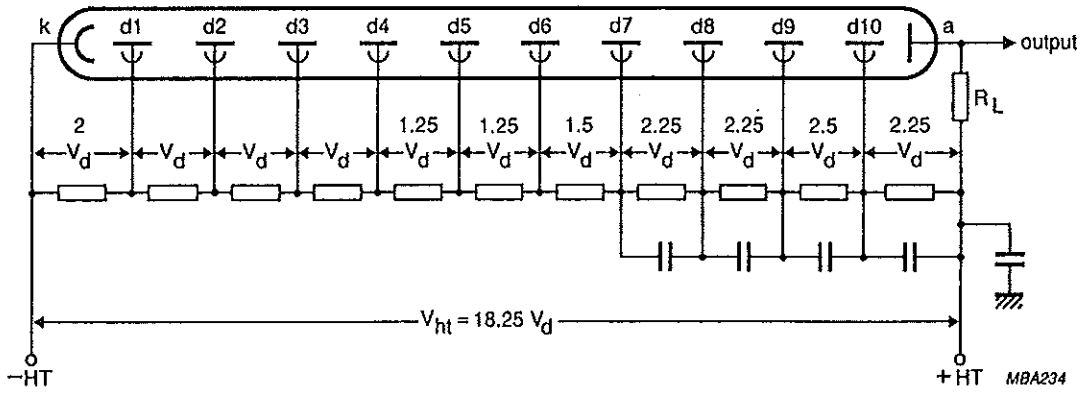 k d1 d2 d3 d4 d5 d6 d7 d8 d9 d10 a
output
R_L
2 1.25 1.25 1.5 2.25 2.25 2.5 2.25
V_d V_d V_d V_d V_d V_d V_d V_d V_d V_d V_d
V_ht = 18.25 V_d
−HT +HT MBA234